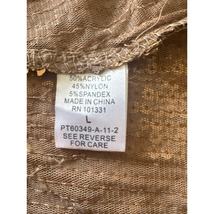 50% ACRYLIC
45% NYLON
5% SPANDEX
MADE IN CHINA
RN 101331
L
PT60349-A-11-2
SEE REVERSE
FOR CARE